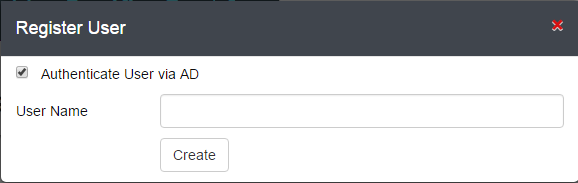 Register User
Authenticate User via AD
User Name
Create